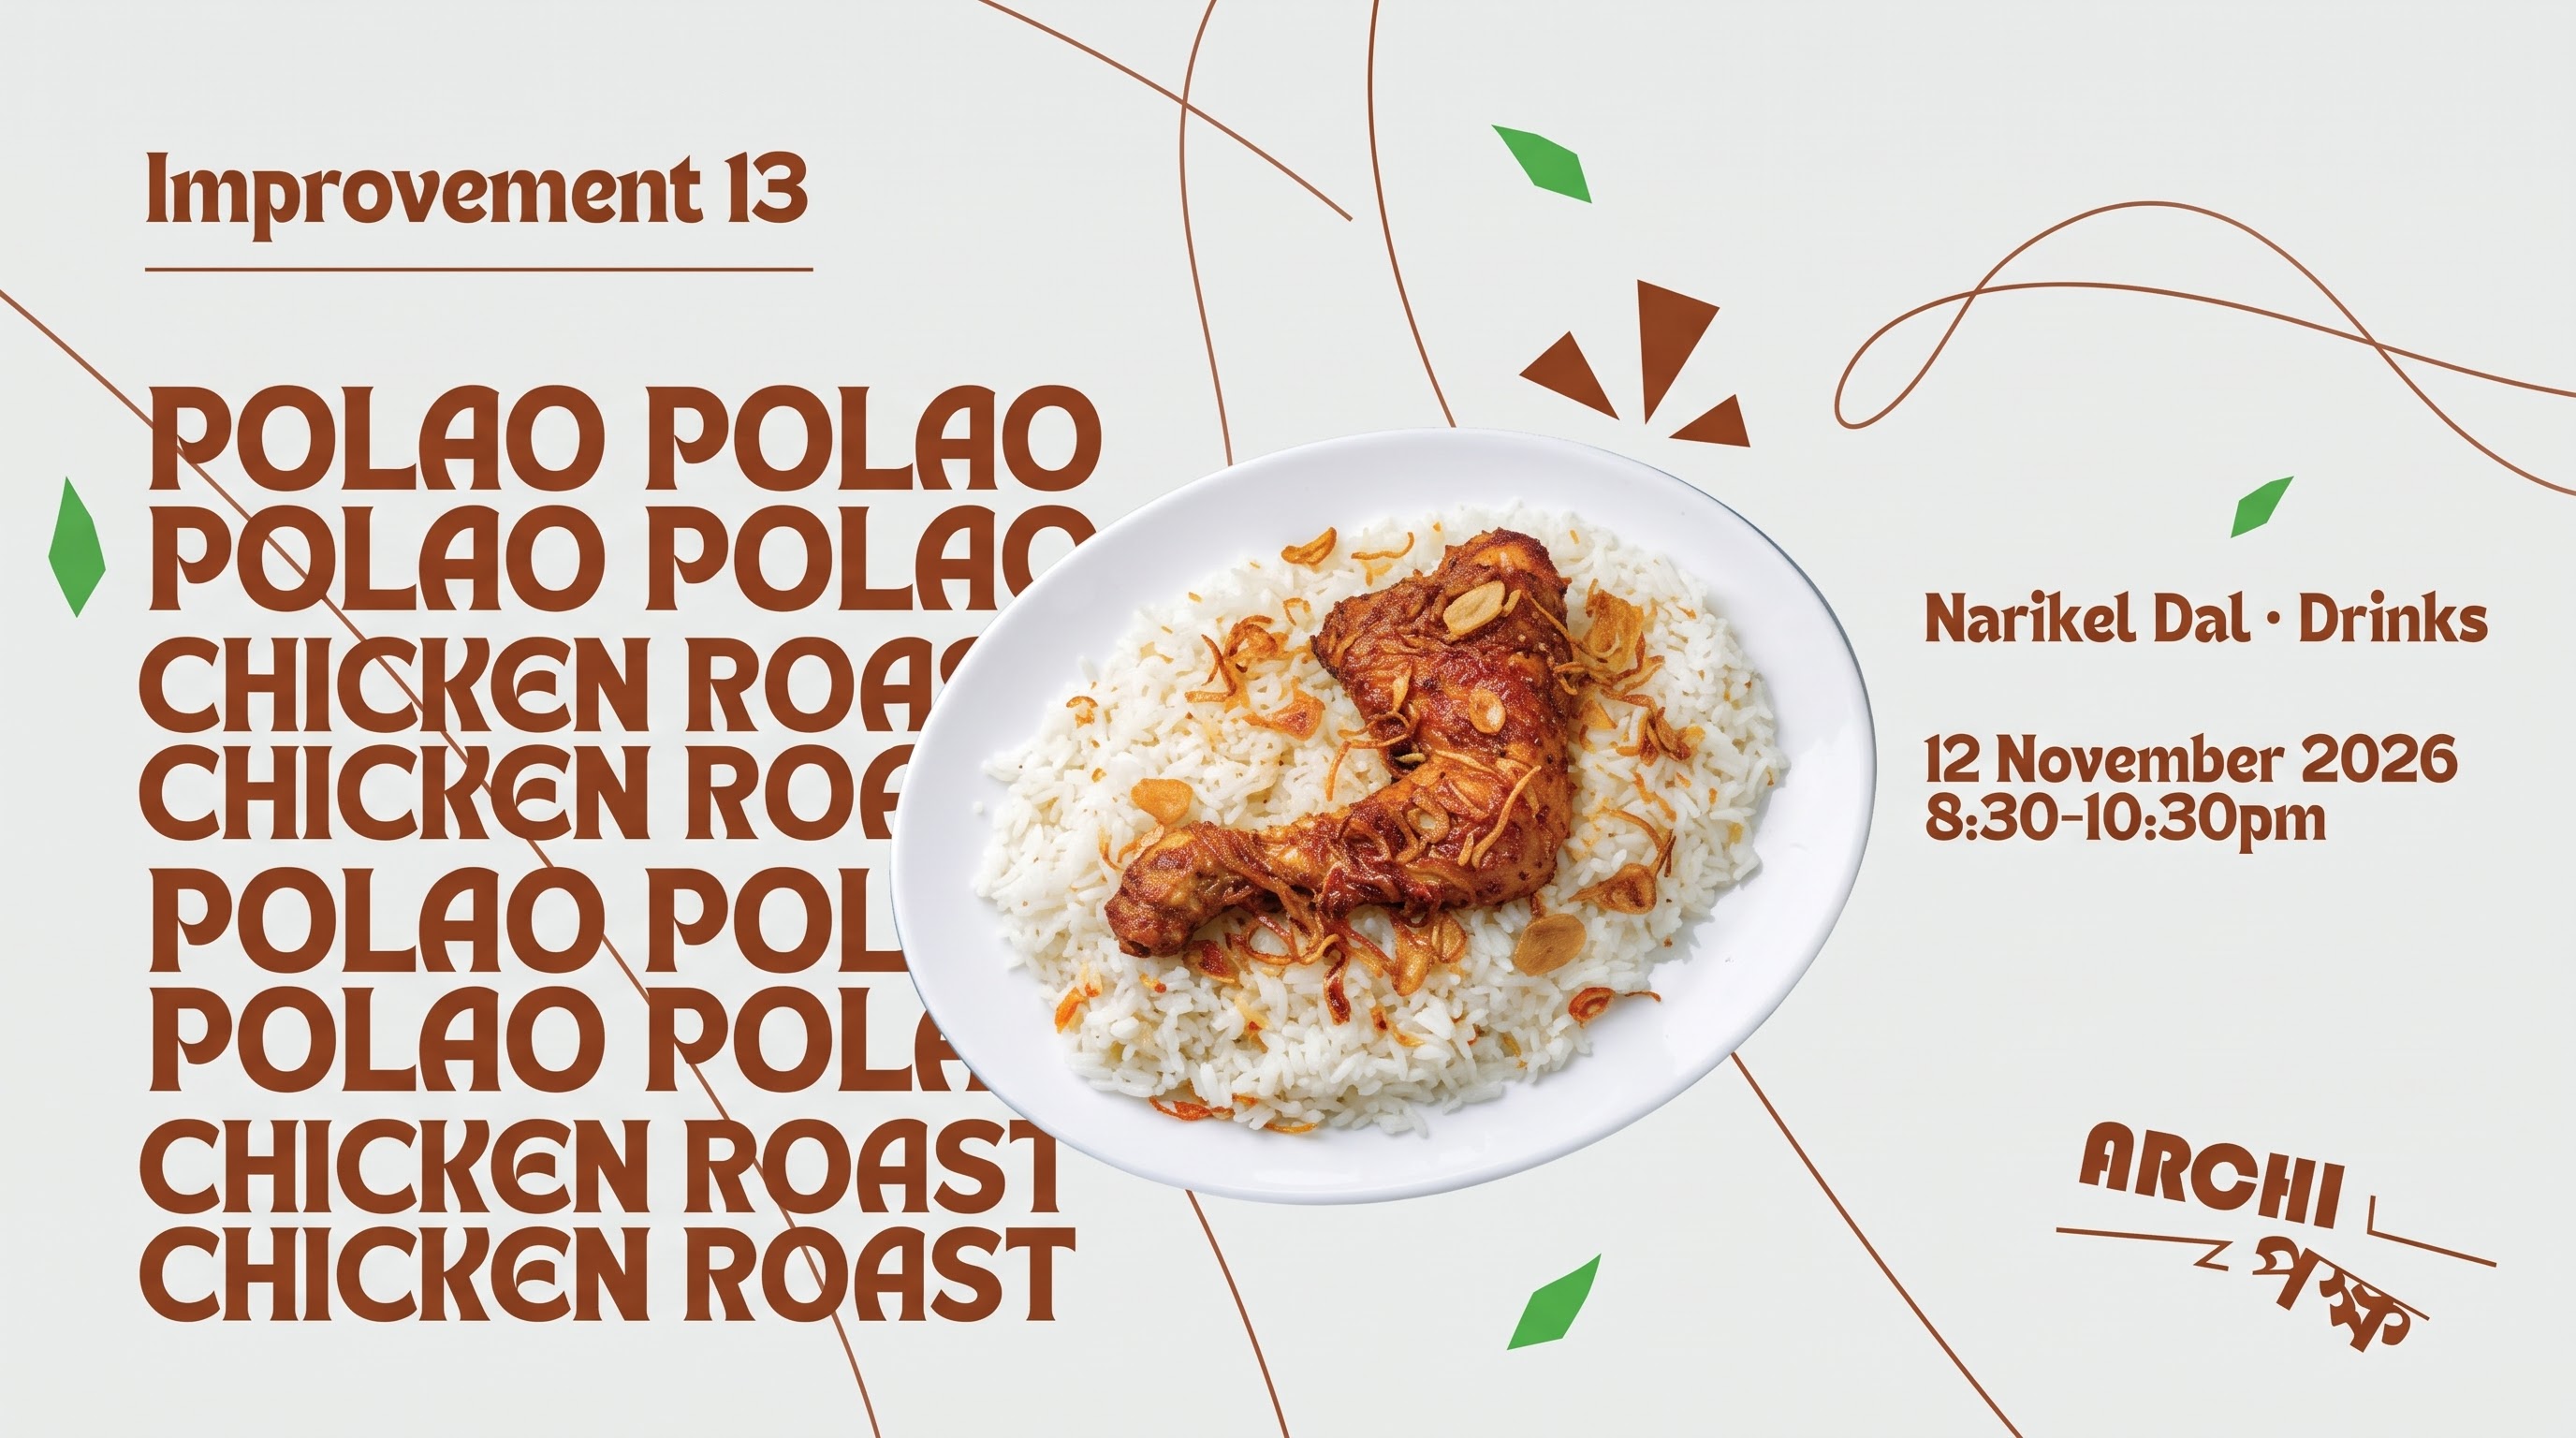 Improvement 13
POLAO POLAO
POLAO POLAO
CHICKEN ROAS
CHICKEN ROA
POLAO POL
POLAO POLA
CHICKEN ROAST
CHICKEN ROAST
Narikel Dal • Drinks
12 November 2026
8:30-10:30pm
ARCHI
পক্ষ